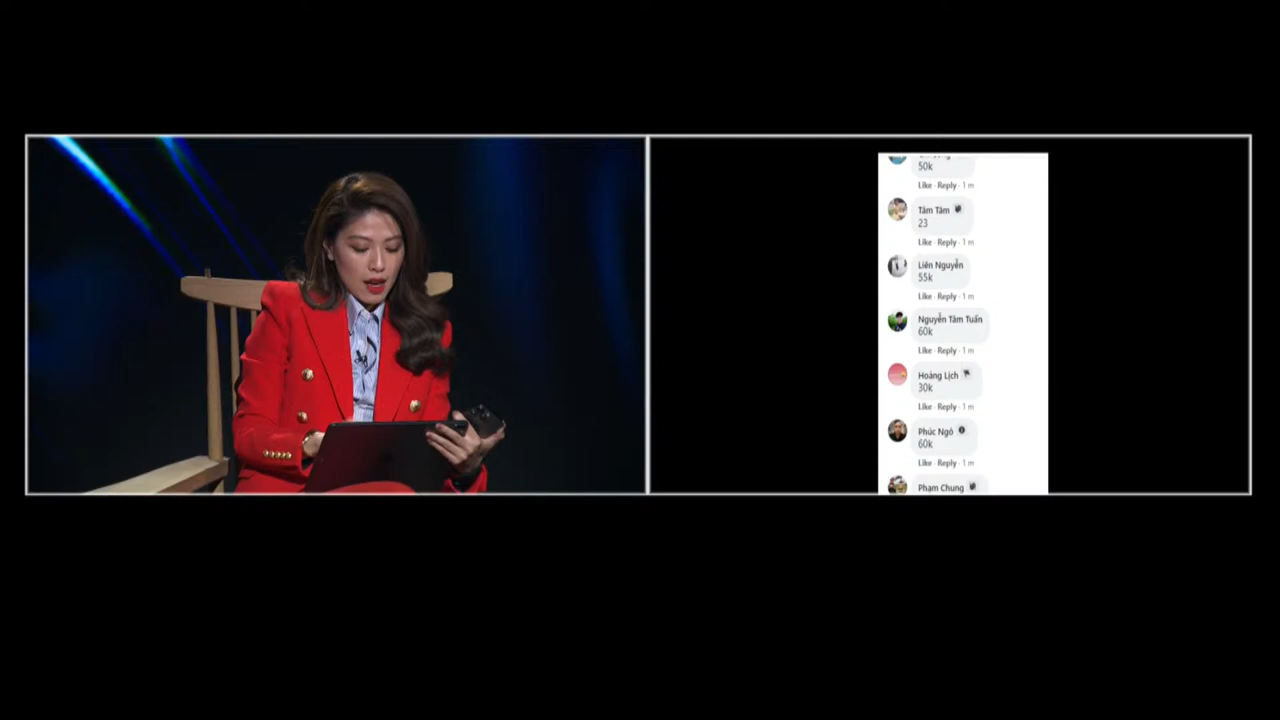 50k
Like · Reply · 1 m
Tâm Tâm
23
Like · Reply · 1 m
Liên Nguyễn
55k
Like · Reply · 1 m
Nguyễn Tâm Tuấn
60k
Like · Reply · 1 m
Hoàng Lịch
30k
Like · Reply · 1 m
Phúc Ngô
60k
Like · Reply · 1 m
Phạm Chung